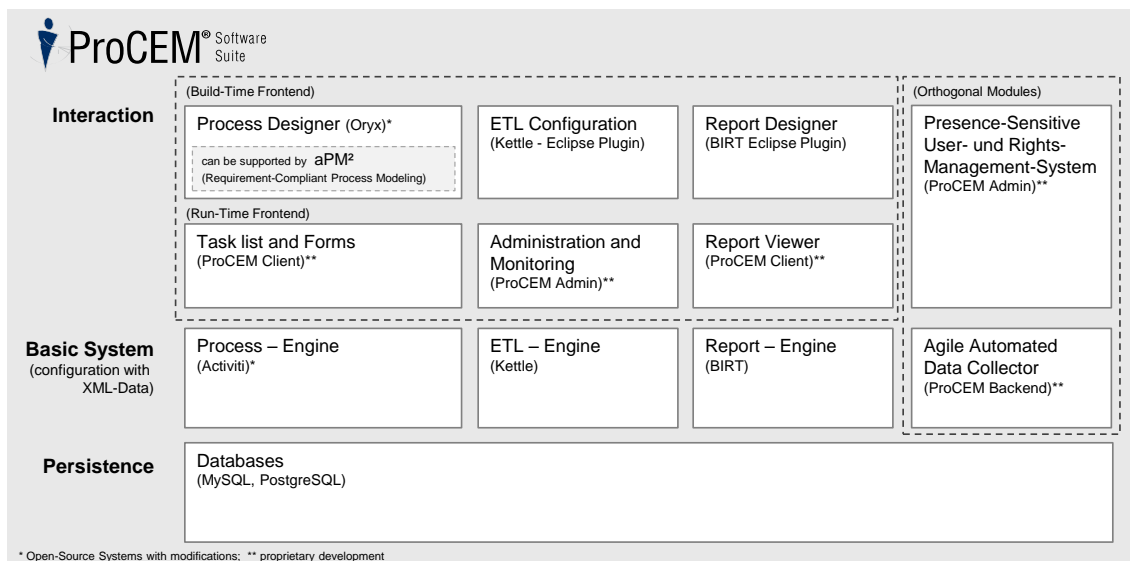 ProCEM® Software
Suite
Interaction
(Build-Time Frontend)
Process Designer (Oryx)*
can be supported by aPM²
(Requirement-Compliant Process Modeling)
ETL Configuration
(Kettle - Eclipse Plugin)
Report Designer
(BIRT Eclipse Plugin)
(Orthogonal Modules)
Presence-Sensitive
User- und Rights-
Management-System
(ProCEM Admin)**
(Run-Time Frontend)
Task list and Forms
(ProCEM Client)**
Administration and
Monitoring
(ProCEM Admin)**
Report Viewer
(ProCEM Client)**
Basic System
(configuration with
XML-Data)
Process – Engine
(Activiti)*
ETL – Engine
(Kettle)
Report – Engine
(BIRT)
Agile Automated
Data Collector
(ProCEM Backend)**
Persistence
Databases
(MySQL, PostgreSQL)
* Open-Source Systems with modifications; ** proprietary development